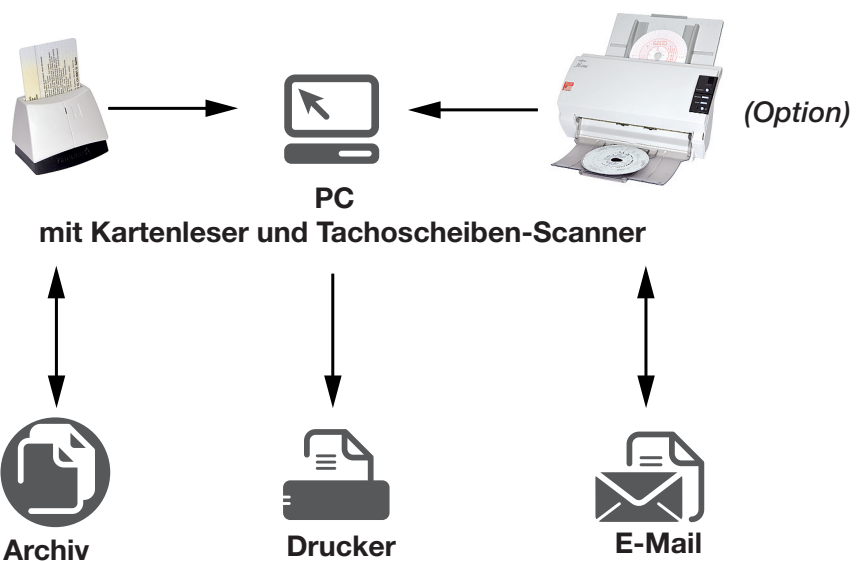 (Option)
PC
mit Kartenleser und Tachoscheiben-Scanner
Archiv
Drucker
E-Mail